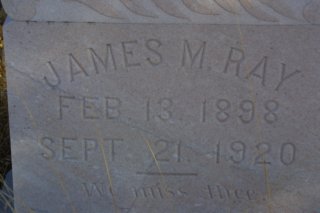 JAMES M. RAY
FEB. 13. 1898
SEPT. 21. 1920
We miss thee.